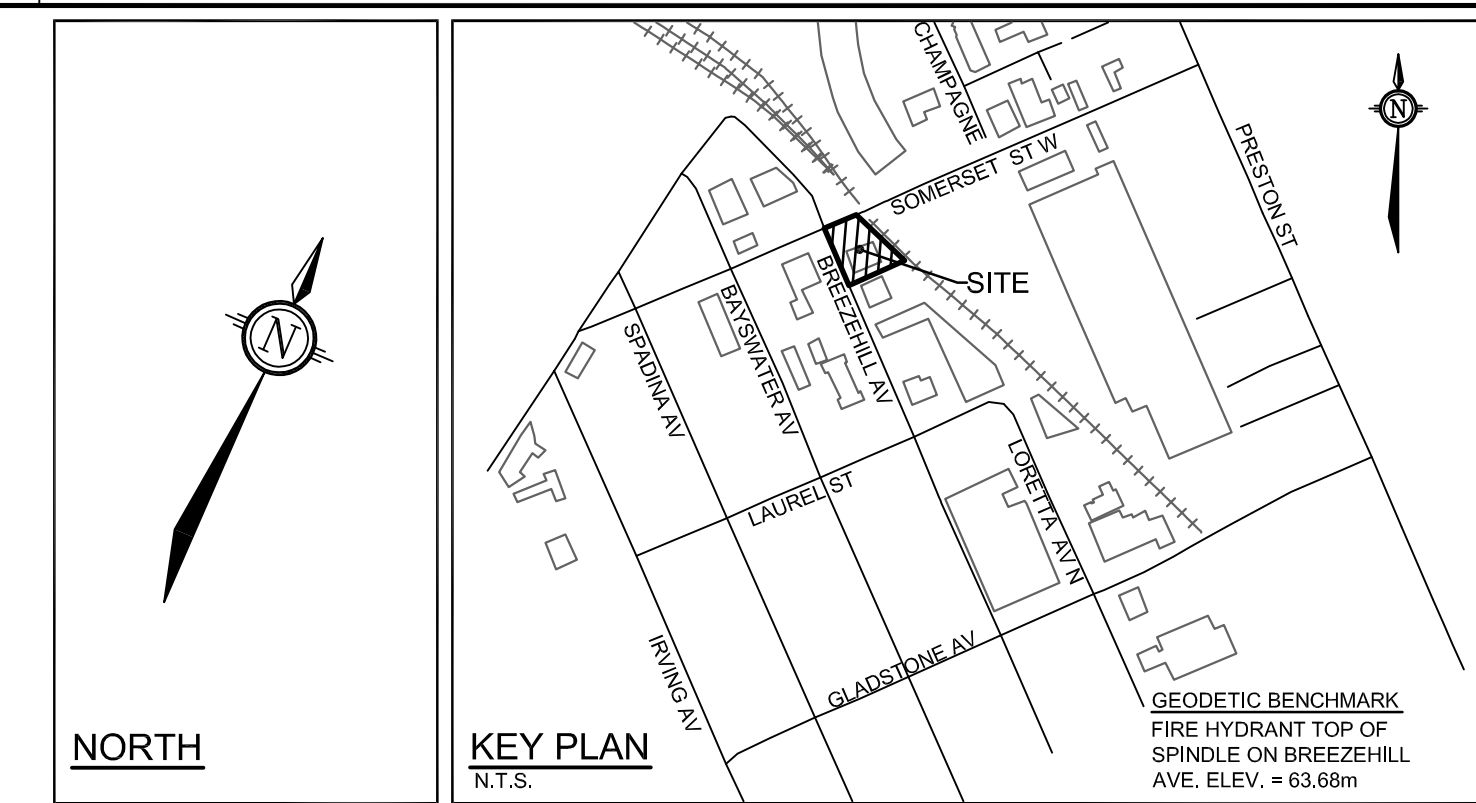 N
NORTH
CHAMPAGNE
N
SOMERSET ST W
PRESTON ST
SITE
BREEZEHILL AV
BAYSWATER AV
SPADINA AV
LAUREL ST
LORETTA AV N
IRVING AV
GLADSTONE AV
KEY PLAN
N.T.S.
GEODETIC BENCHMARK
FIRE HYDRANT TOP OF
SPINDLE ON BREEZEHILL
AVE. ELEV. = 63.68m